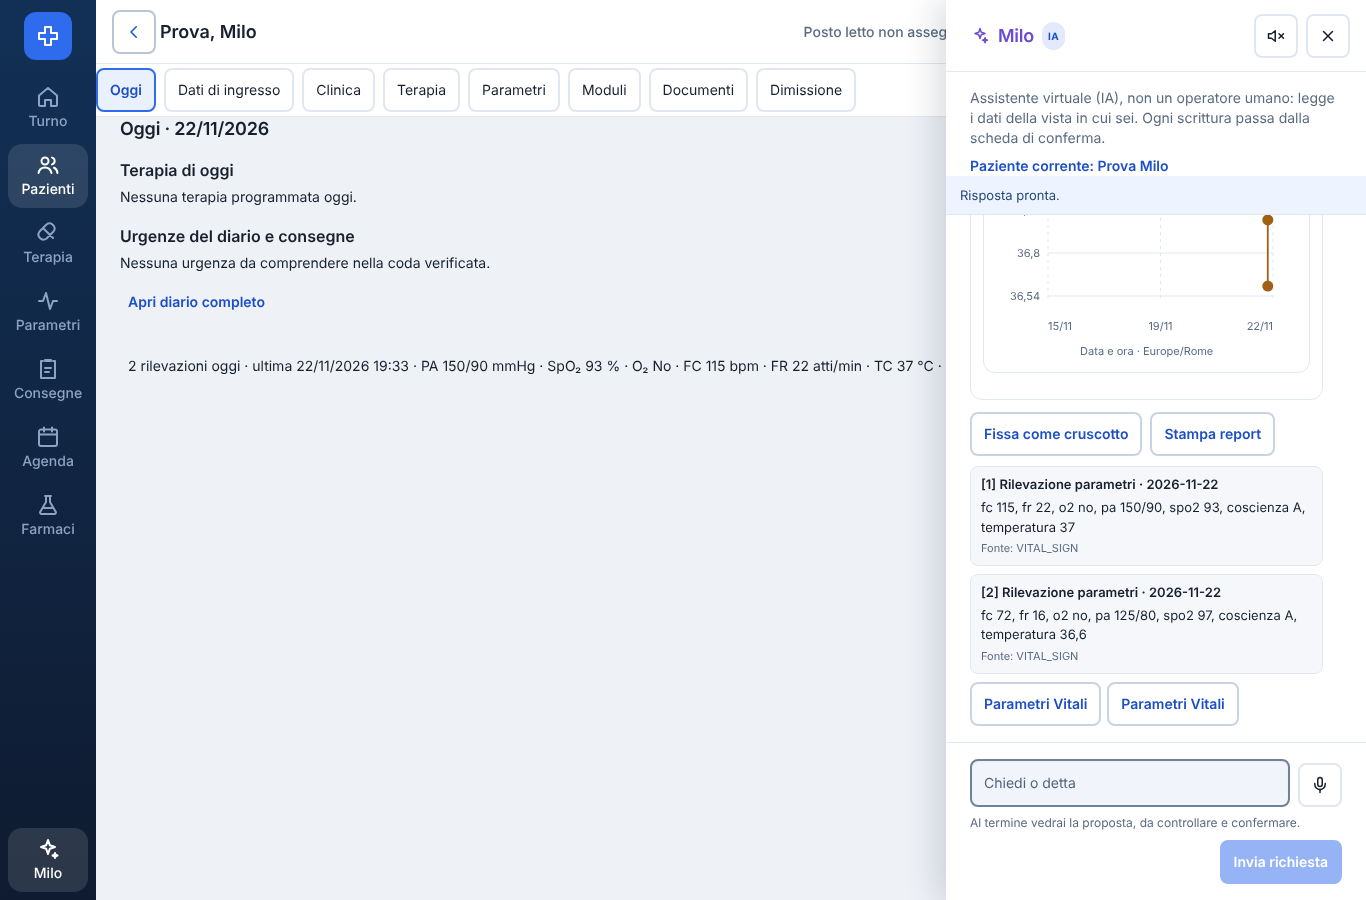 Turno
Pazienti
Terapia
Parametri
Consegne
Agenda
Farmaci
Milo
Prova, Milo
Posto letto non asseg
Oggi
Dati di ingresso
Clinica
Terapia
Parametri
Moduli
Documenti
Dimissione
Oggi · 22/11/2026
Terapia di oggi
Nessuna terapia programmata oggi.
Urgenze del diario e consegne
Nessuna urgenza da comprendere nella coda verificata.
Apri diario completo
2 rilevazioni oggi · ultima 22/11/2026 19:33 · PA 150/90 mmHg · SpO₂ 93 % · O₂ No · FC 115 bpm · FR 22 atti/min · TC 37 °C ·
Milo
IA
Assistente virtuale (IA), non un operatore umano: legge
i dati della vista in cui sei. Ogni scrittura passa dalla
scheda di conferma.
Paziente corrente: Prova Milo
Risposta pronta.
36,8
36,54
15/11
19/11
22/11
Data e ora · Europe/Rome
Fissa come cruscotto
Stampa report
[1] Rilevazione parametri · 2026-11-22
fc 115, fr 22, o2 no, pa 150/90, spo2 93, coscienza A,
temperatura 37
Fonte: VITAL_SIGN
[2] Rilevazione parametri · 2026-11-22
fc 72, fr 16, o2 no, pa 125/80, spo2 97, coscienza A,
temperatura 36,6
Fonte: VITAL_SIGN
Parametri Vitali
Parametri Vitali
Chiedi o detta
Al termine vedrai la proposta, da controllare e confermare.
Invia richiesta